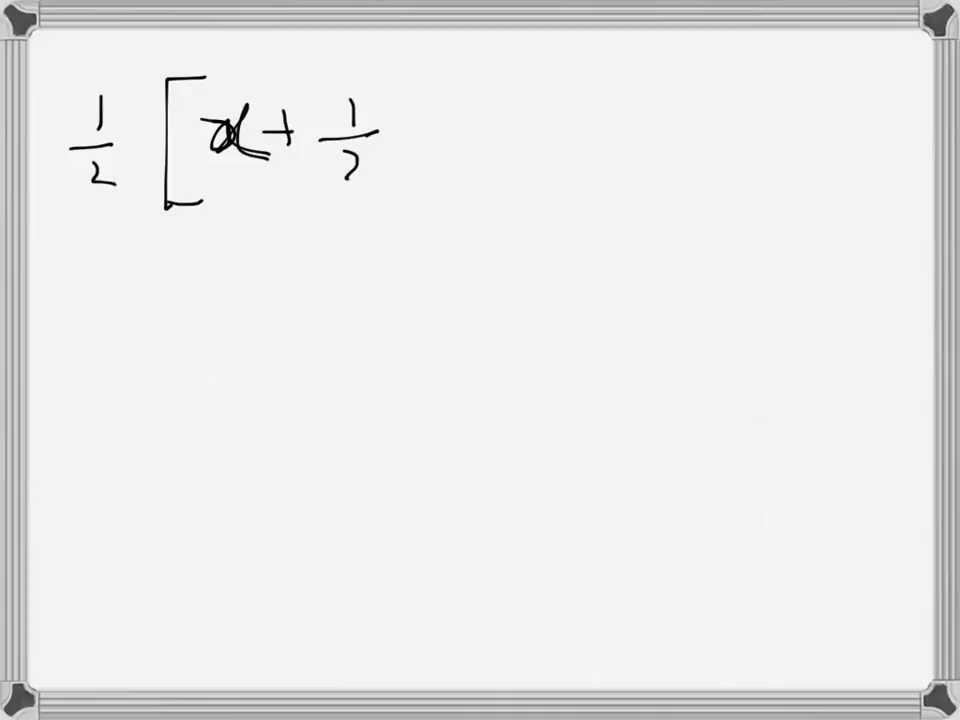 1/2 [ x + 1/2